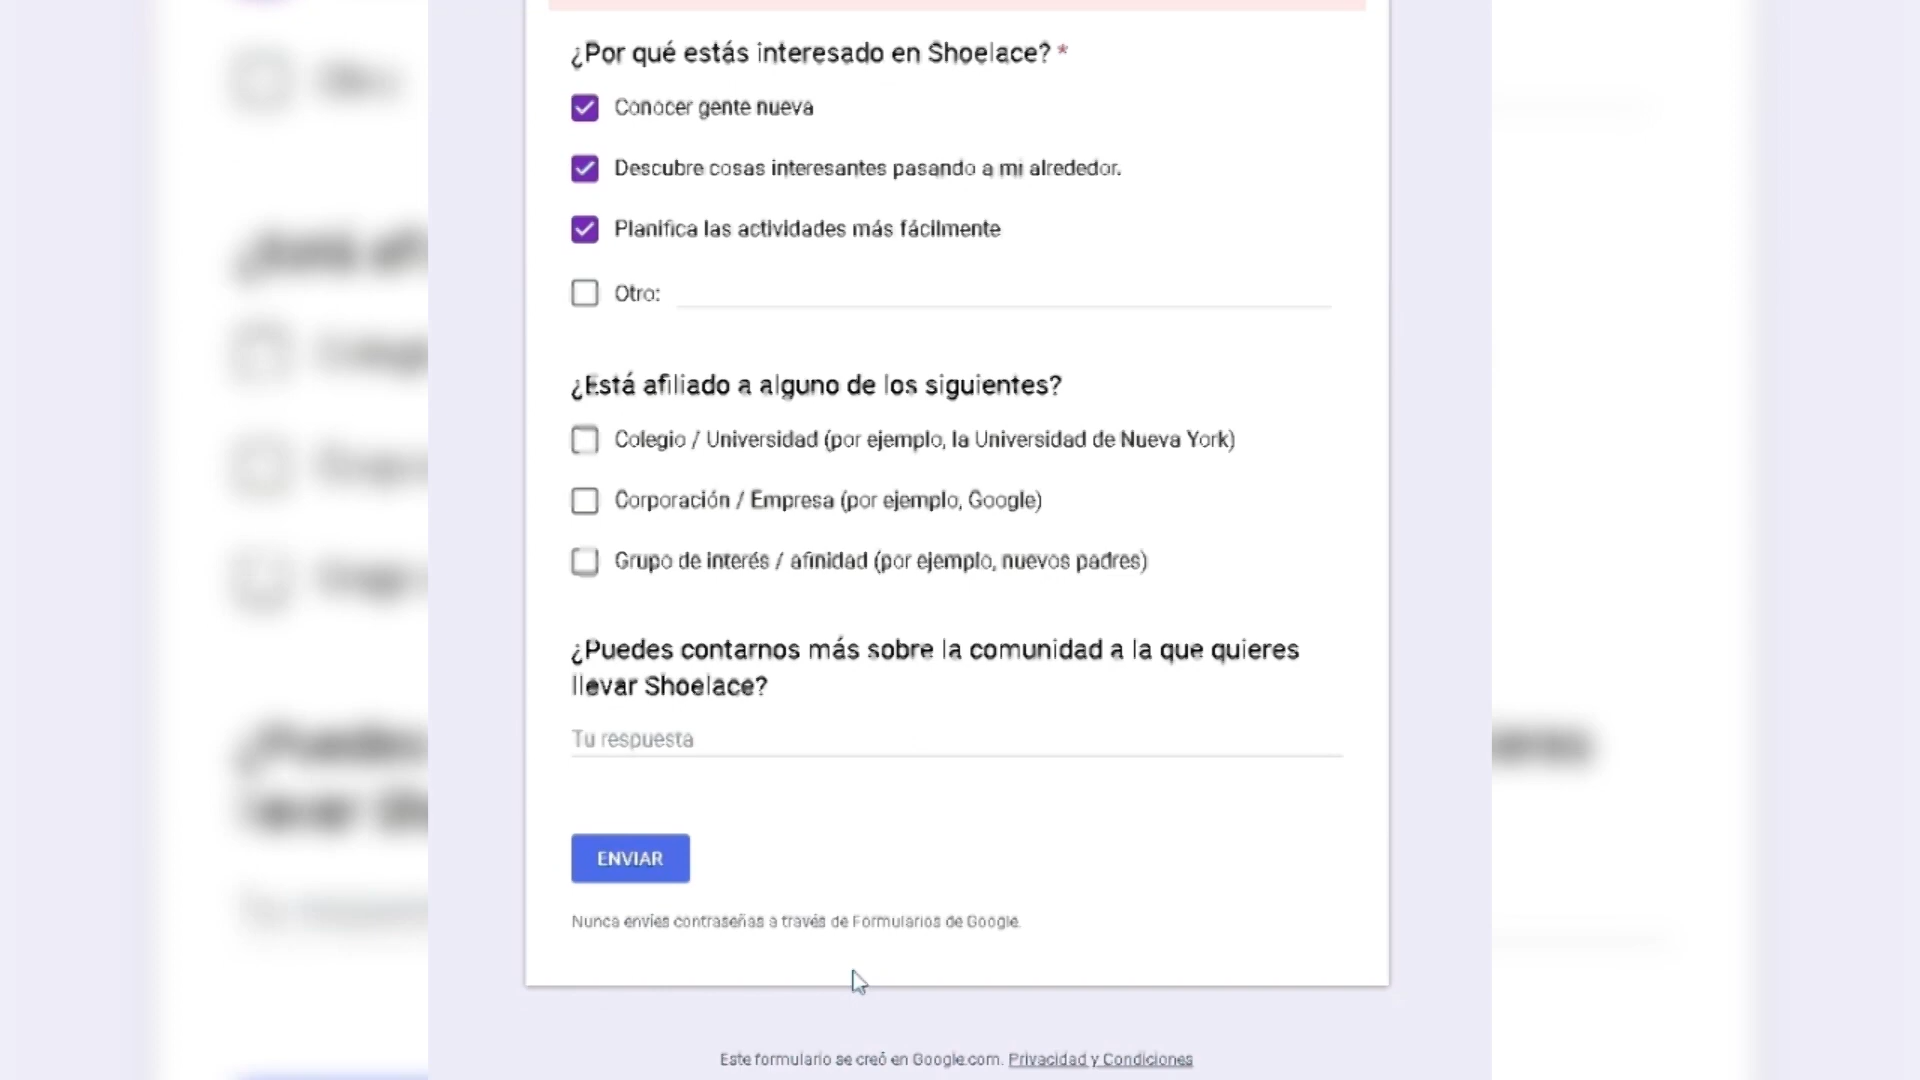 ¿Por qué estás interesado en Shoelace? *
Conocer gente nueva
Descubre cosas interesantes pasando a mi alrededor.
Planifica las actividades más fácilmente
Otro:
¿Está afiliado a alguno de los siguientes?
Colegio / Universidad (por ejemplo, la Universidad de Nueva York)
Corporación / Empresa (por ejemplo, Google)
Grupo de interés / afinidad (por ejemplo, nuevos padres)
¿Puedes contarnos más sobre la comunidad a la que quieres
llevar Shoelace?
Tu respuesta
ENVIAR
Nunca envíes contraseñas a través de Formularios de Google.
Este formulario se creó en Google.com. Privacidad y Condiciones